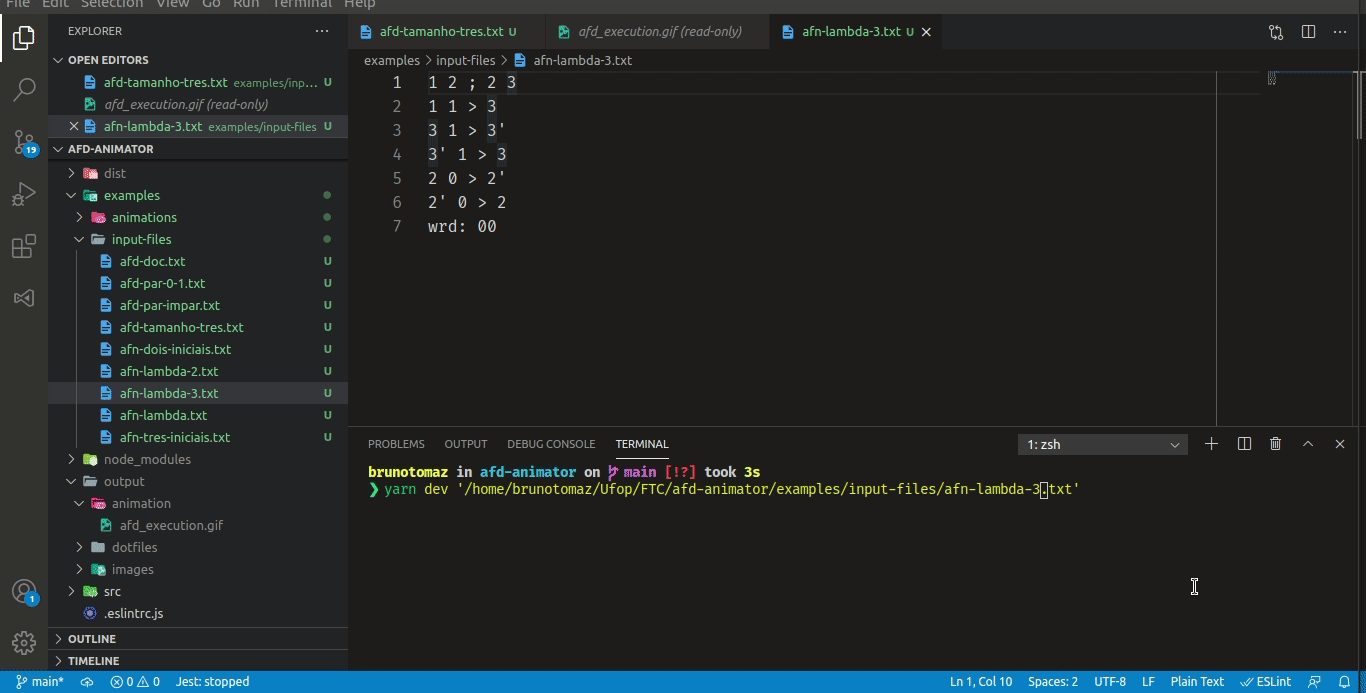 File Edit Selection View Go Run Terminal Help
EXPLORER
OPEN EDITORS
afd-tamanho-tres.txt examples/inp... U
afd_execution.gif (read-only)
afn-lambda-3.txt examples/input-files U
AFD-ANIMATOR
dist
examples
animations
input-files
afd-doc.txt U
afd-par-0-1.txt U
afd-par-impar.txt U
afd-tamanho-tres.txt U
afn-dois-iniciais.txt U
afn-lambda-2.txt U
afn-lambda-3.txt U
afn-lambda.txt U
afn-tres-iniciais.txt U
node_modules
output
animation
afd_execution.gif
dotfiles
images
src
.eslintrc.js
OUTLINE
TIMELINE
19
1
afd-tamanho-tres.txt U
afd_execution.gif (read-only)
afn-lambda-3.txt U
examples > input-files > afn-lambda-3.txt
1 1 2 ; 2 3
2 1 1 > 3
3 3 1 > 3'
4 3' 1 > 3
5 2 0 > 2'
6 2' 0 > 2
7 wrd: 00
PROBLEMS OUTPUT DEBUG CONSOLE TERMINAL
1: zsh
brunotomaz in afd-animator on main [!?] took 3s
❯ yarn dev '/home/brunotomaz/Ufop/FTC/afd-animator/examples/input-files/afn-lambda-3.txt'
main* 0 0 Jest: stopped
Ln 1, Col 10 Spaces: 2 UTF-8 LF Plain Text ESLint